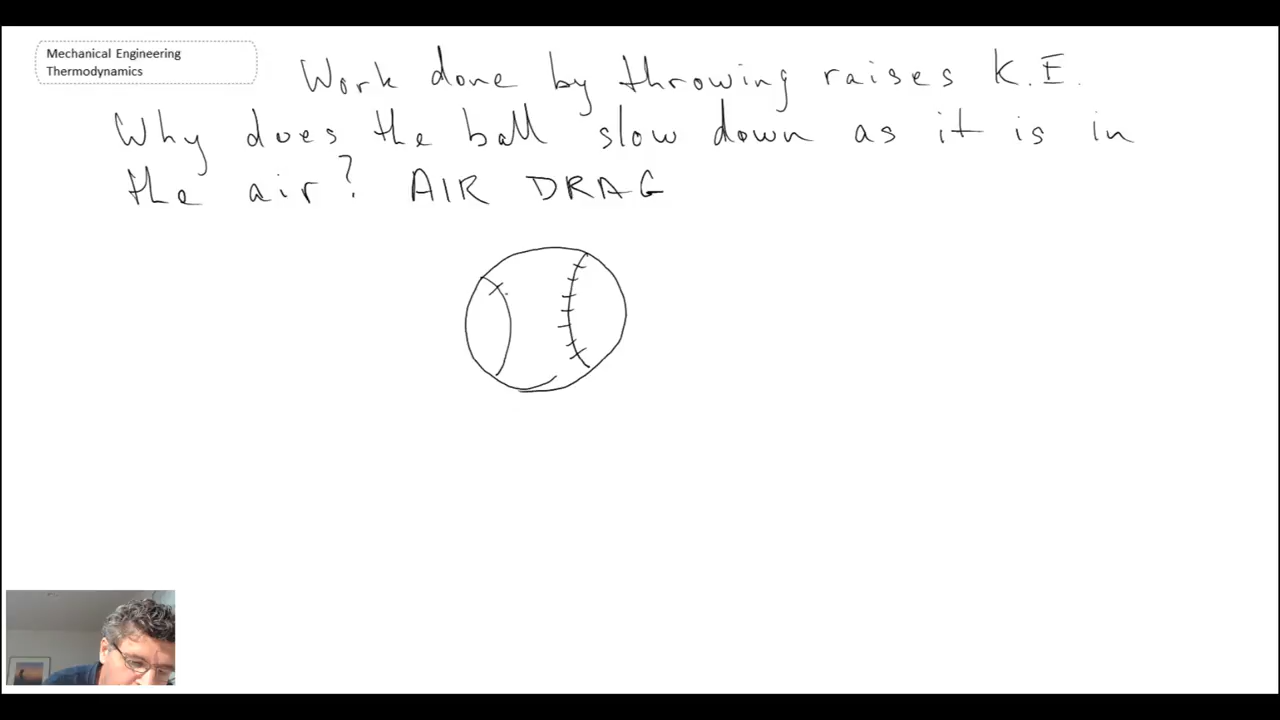 Mechanical Engineering
Thermodynamics
Work done by throwing raises K.E.
Why does the ball slow down as it is in
the air? AIR DRAG